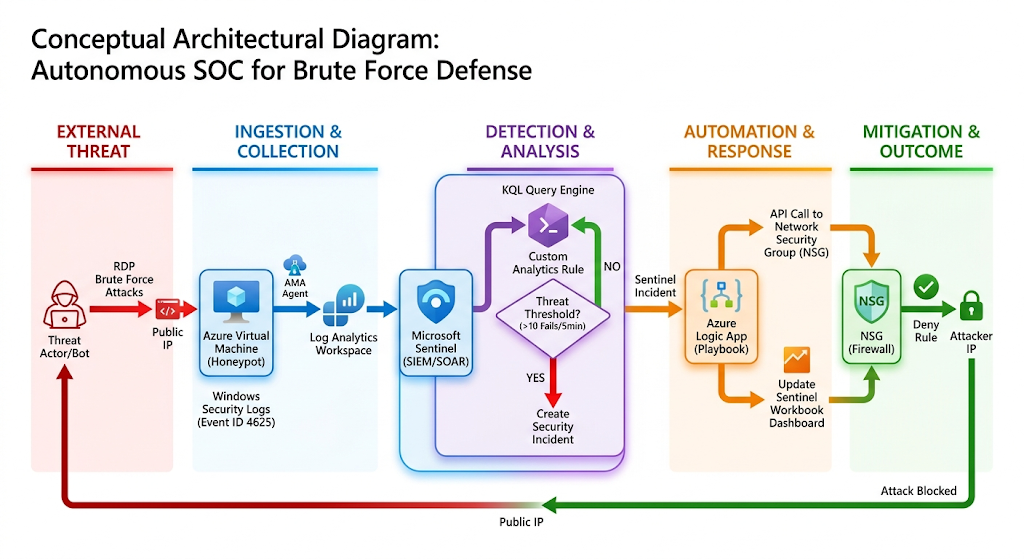 Conceptual Architectural Diagram:
Autonomous SOC for Brute Force Defense
EXTERNAL
THREAT
INGESTION &
COLLECTION
DETECTION &
ANALYSIS
AUTOMATION &
RESPONSE
MITIGATION &
OUTCOME
RDP
Brute Force
Attacks
Threat
Actor/Bot
Public
IP
Azure Virtual
Machine
(Honeypot)
Windows
Security Logs
(Event ID 4625)
AMA
Agent
Log Analytics
Workspace
Microsoft
Sentinel
(SIEM/SOAR)
KQL Query Engine
Custom
Analytics Rule
NO
Threat
Threshold?
(>10 Fails/5min)
YES
Create
Security
Incident
Sentinel
Incident
Azure
Logic App
(Playbook)
API Call to
Network
Security
Group (NSG)
Update
Sentinel
Workbook
Dashboard
NSG
NSG
(Firewall)
Deny
Rule
Attacker
IP
Attack Blocked
Public IP